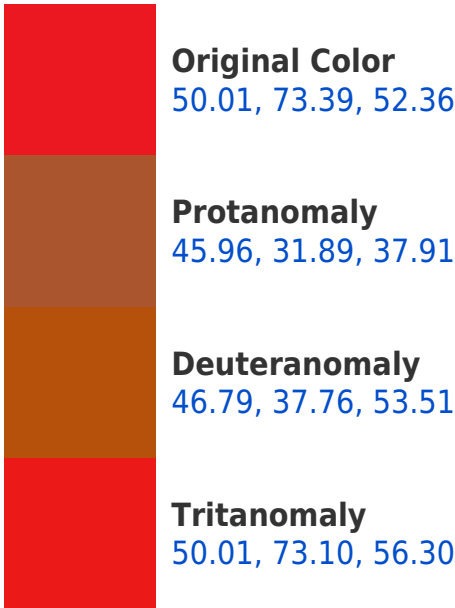 Original Color
50.01, 73.39, 52.36
Protanomaly
45.96, 31.89, 37.91
Deuteranomaly
46.79, 37.76, 53.51
Tritanomaly
50.01, 73.10, 56.30